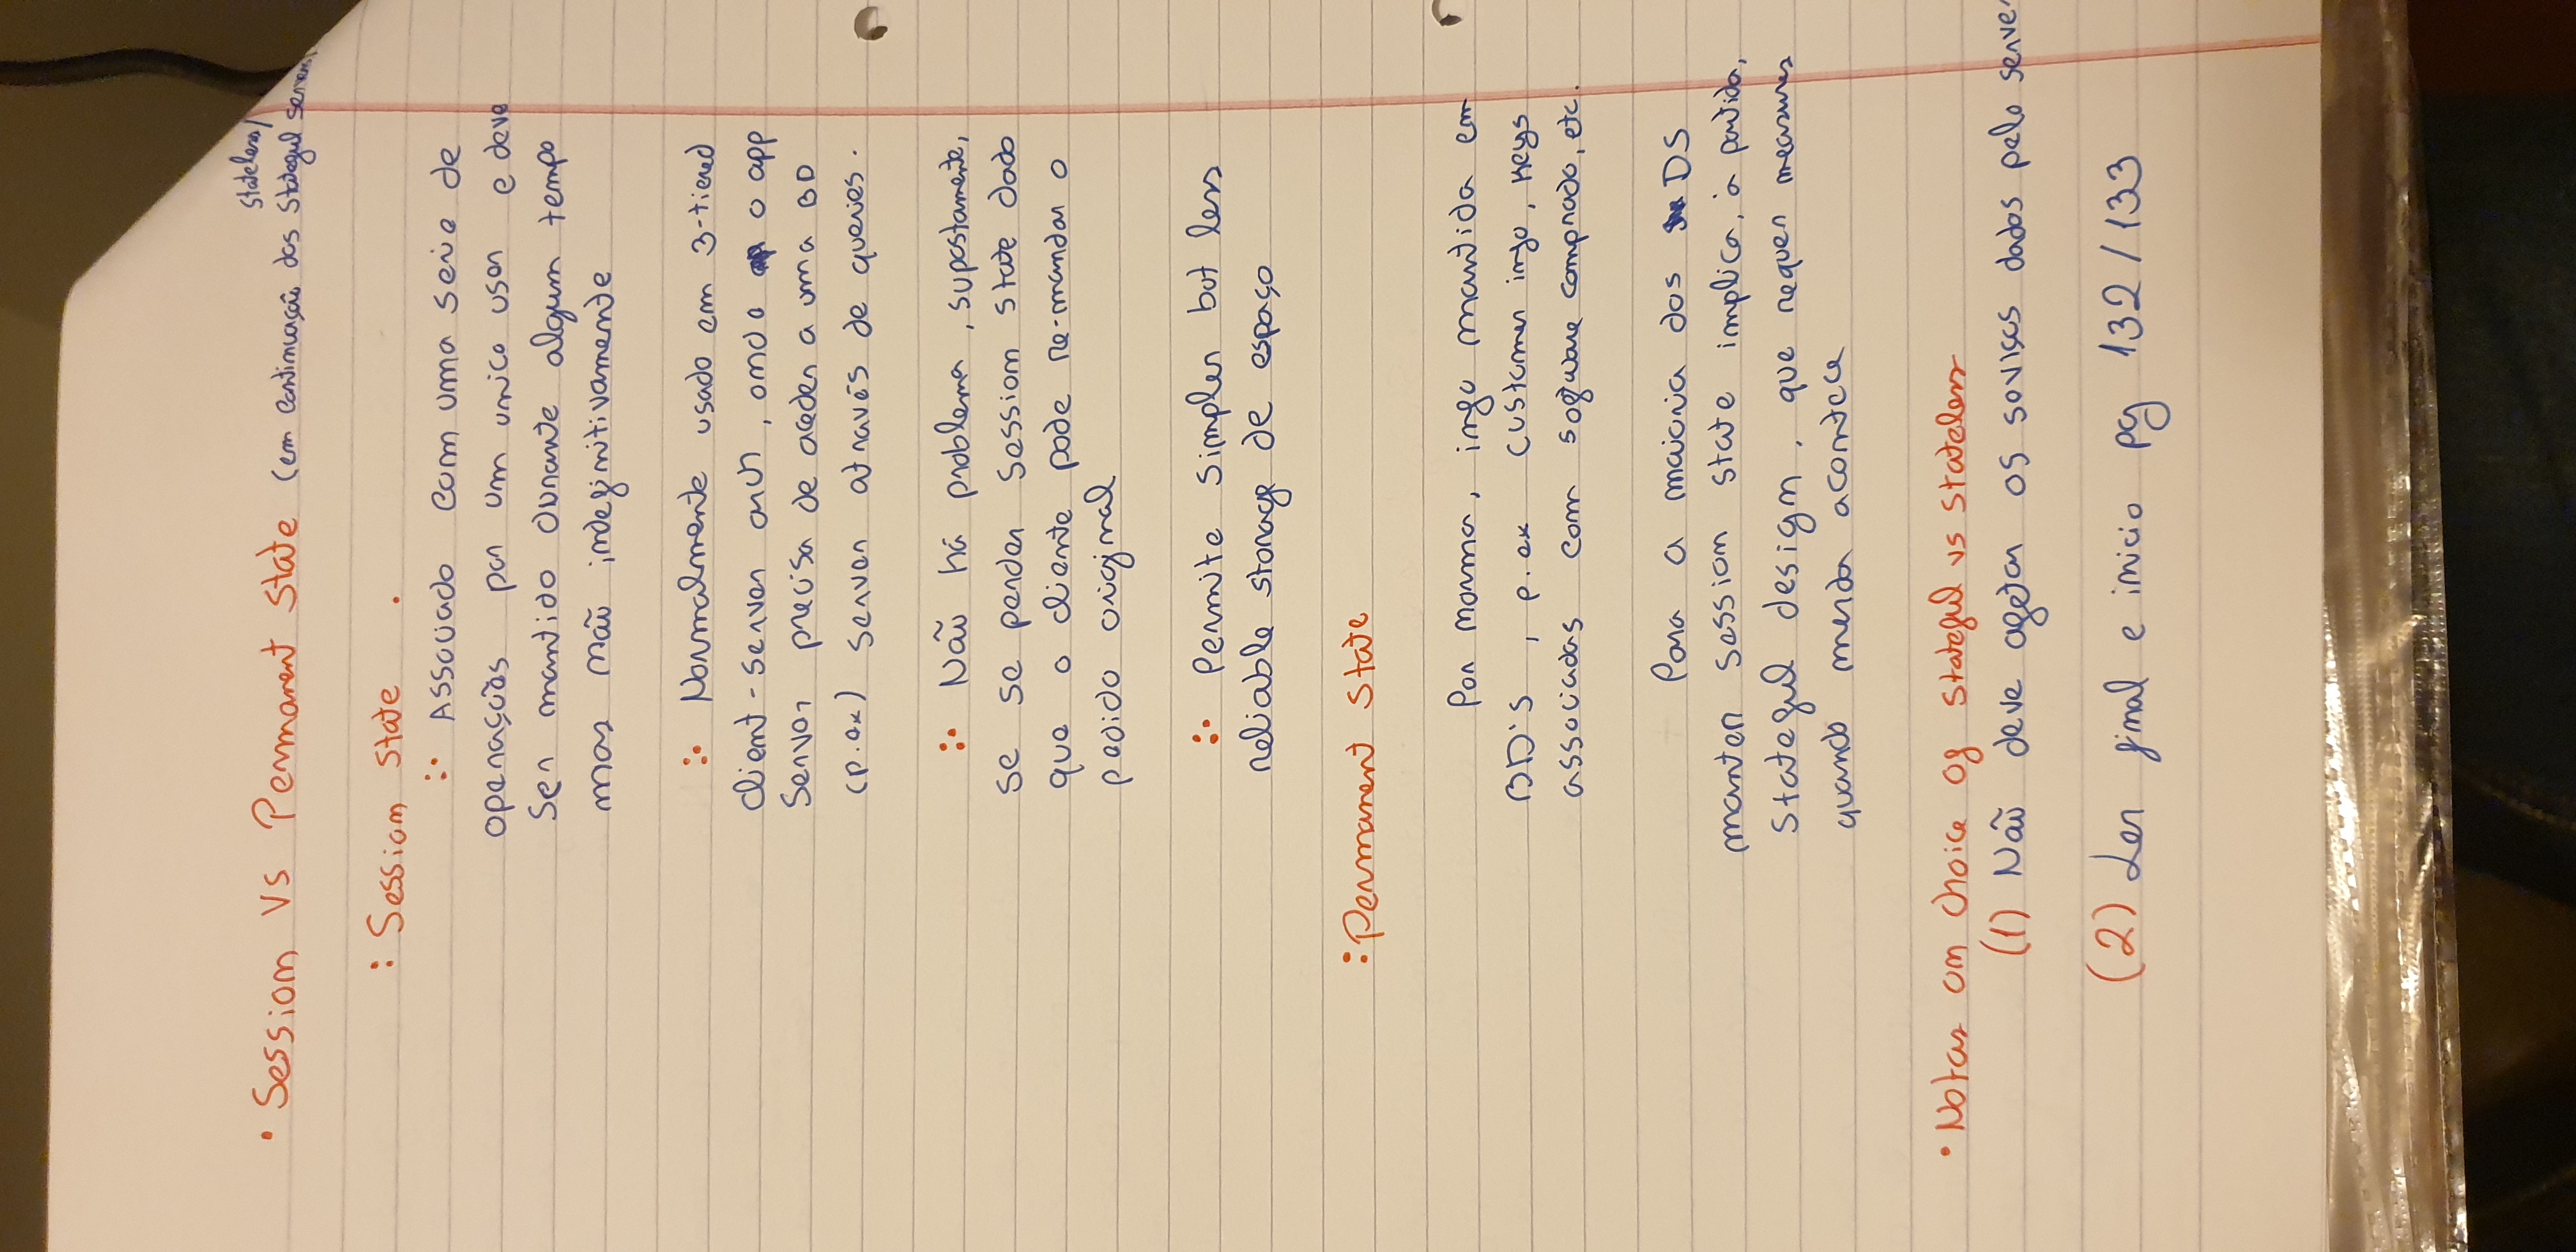 stateless/
• Session vs Permanent State (em continuação dos Stateful servers)
: Session State .
:· Associado com uma serie de
operações por um unico user e deve
ser mantido durante algum tempo
mas não indefinitivamente
:· Normalmente usado em 3-tiered
client-server arch, onde o app
server precisa de aceder a uma BD
(p.ex) server através de queries.
:· Não há problema, supostamente,
se se perder session state dado
que o cliente pode re-mandar o
pedido original
:· Permite simpler but less
reliable storage de espaço
: Permanent State
Por norma, info mantida em
BD's, p.ex customer info, keys
associadas com software comprado, etc.
Para a maioria dos DS
manter session state implica, à partida,
stateful design, que requer measures
quando merda acontece
• Notas on choice of stateful vs stateless
(1) Não deve afetar os serviços dados pelo server
(2) Ler final e inicio pg 132/133